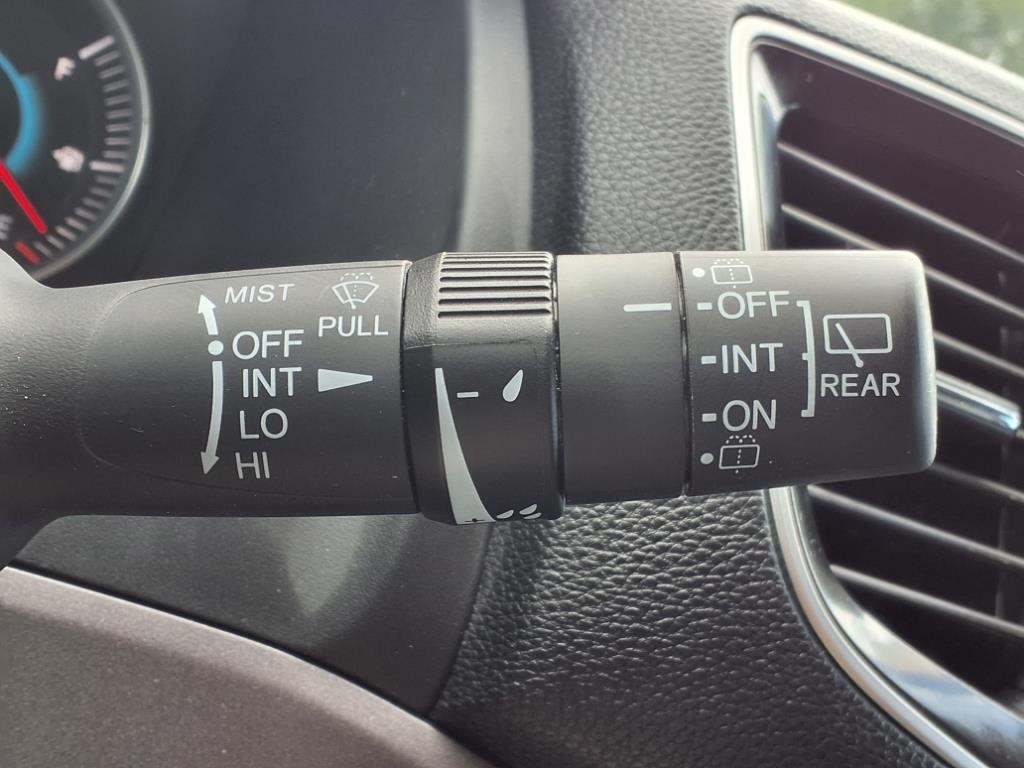 MIST
PULL
OFF
INT
LO
HI
OFF
INT
ON
REAR